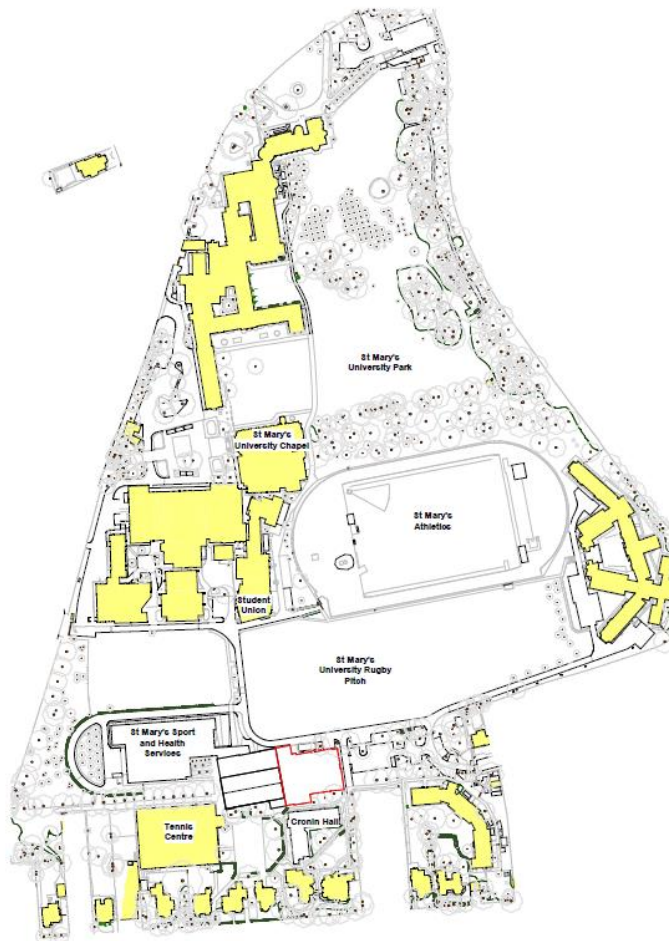 St Mary's
University Park
St Mary's
University Chapel
St Mary's
Athletics
Student
Union
St Mary's
University Rugby
Pitch
St Mary's Sport
and Health
Services
Tennis
Centre
Cronin Hall